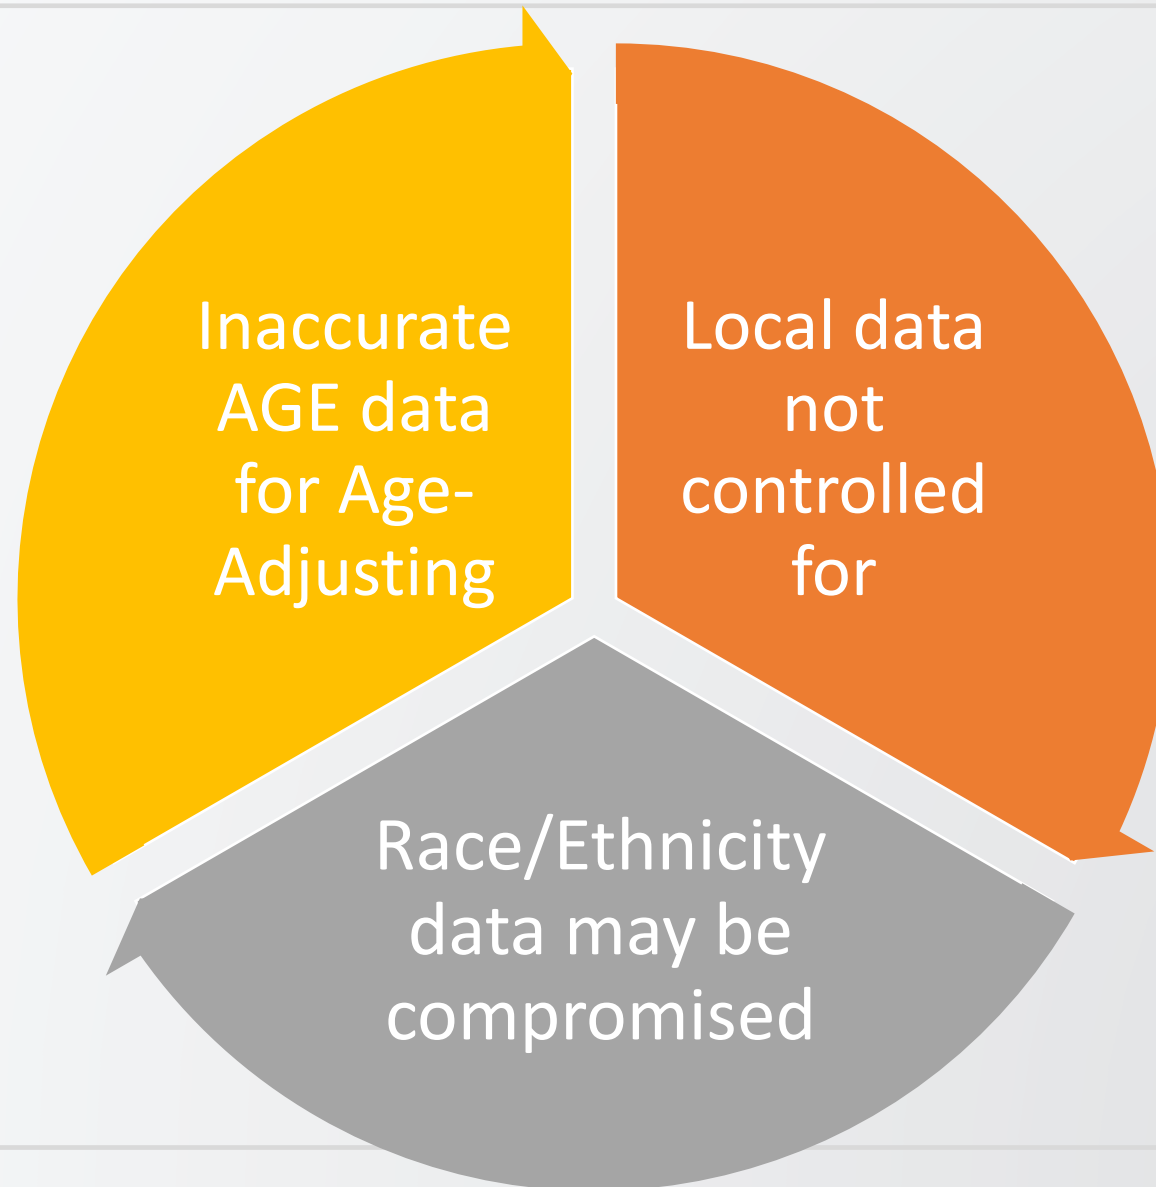 Inaccurate
AGE data
for Age-
Adjusting
Local data
not
controlled
for
Race/Ethnicity
data may be
compromised